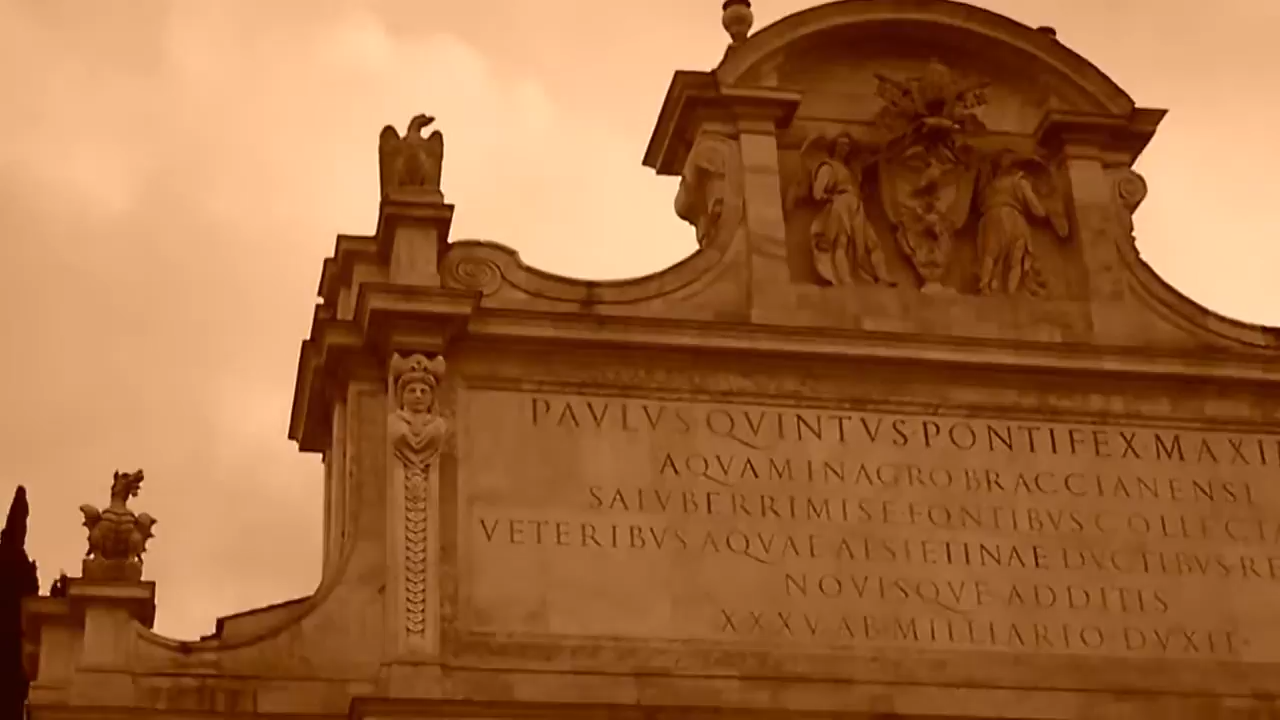 PAVLVS QVINTVS PONTIFEX MAXI
AQVAM IN AGRO BRACCIANENSI
SALVBERRIMIS E FONTIBVS COLLECTA
VETERIBVS AQVAE ALSIETINAE DVCTIBVS RE
NOVISQVE ADDITIS
XXXV AB MILLIARIO DVXIT